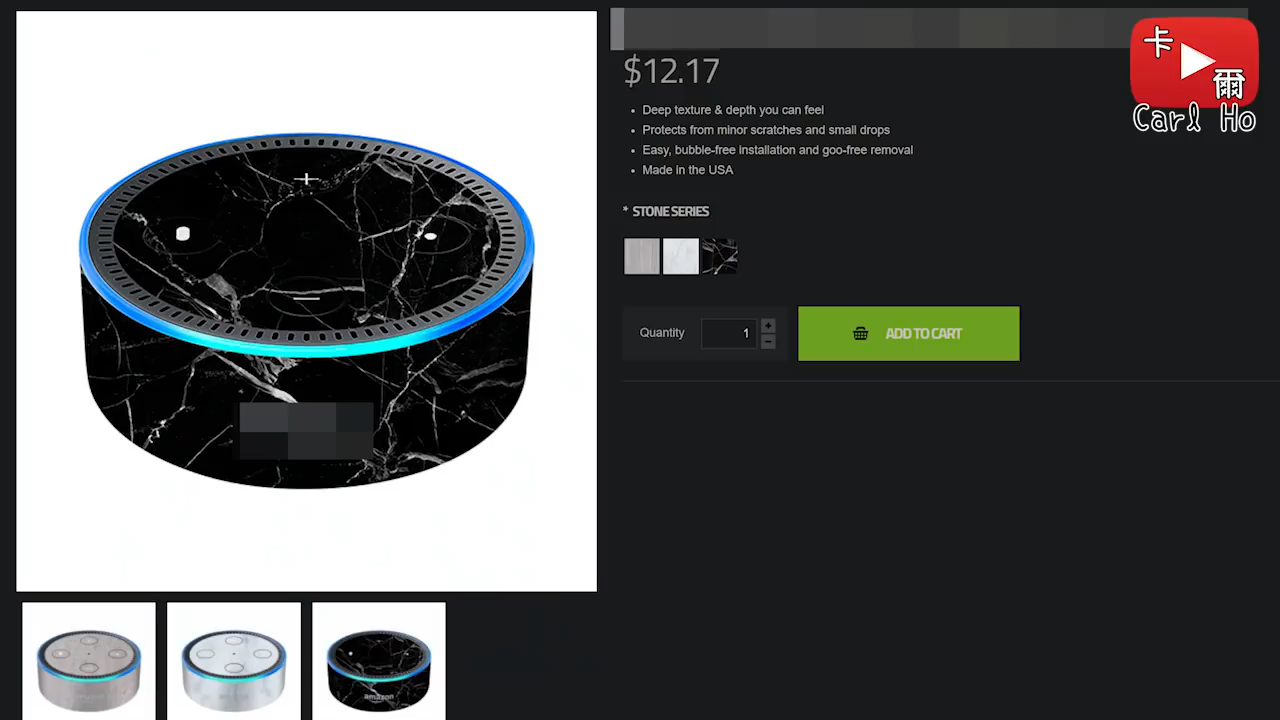 卡
爾
Carl Ho
$12.17
Deep texture & depth you can feel
Protects from minor scratches and small drops
Easy, bubble-free installation and goo-free removal
Made in the USA
* STONE SERIES
Quantity
1
+
−
ADD TO CART
amazon